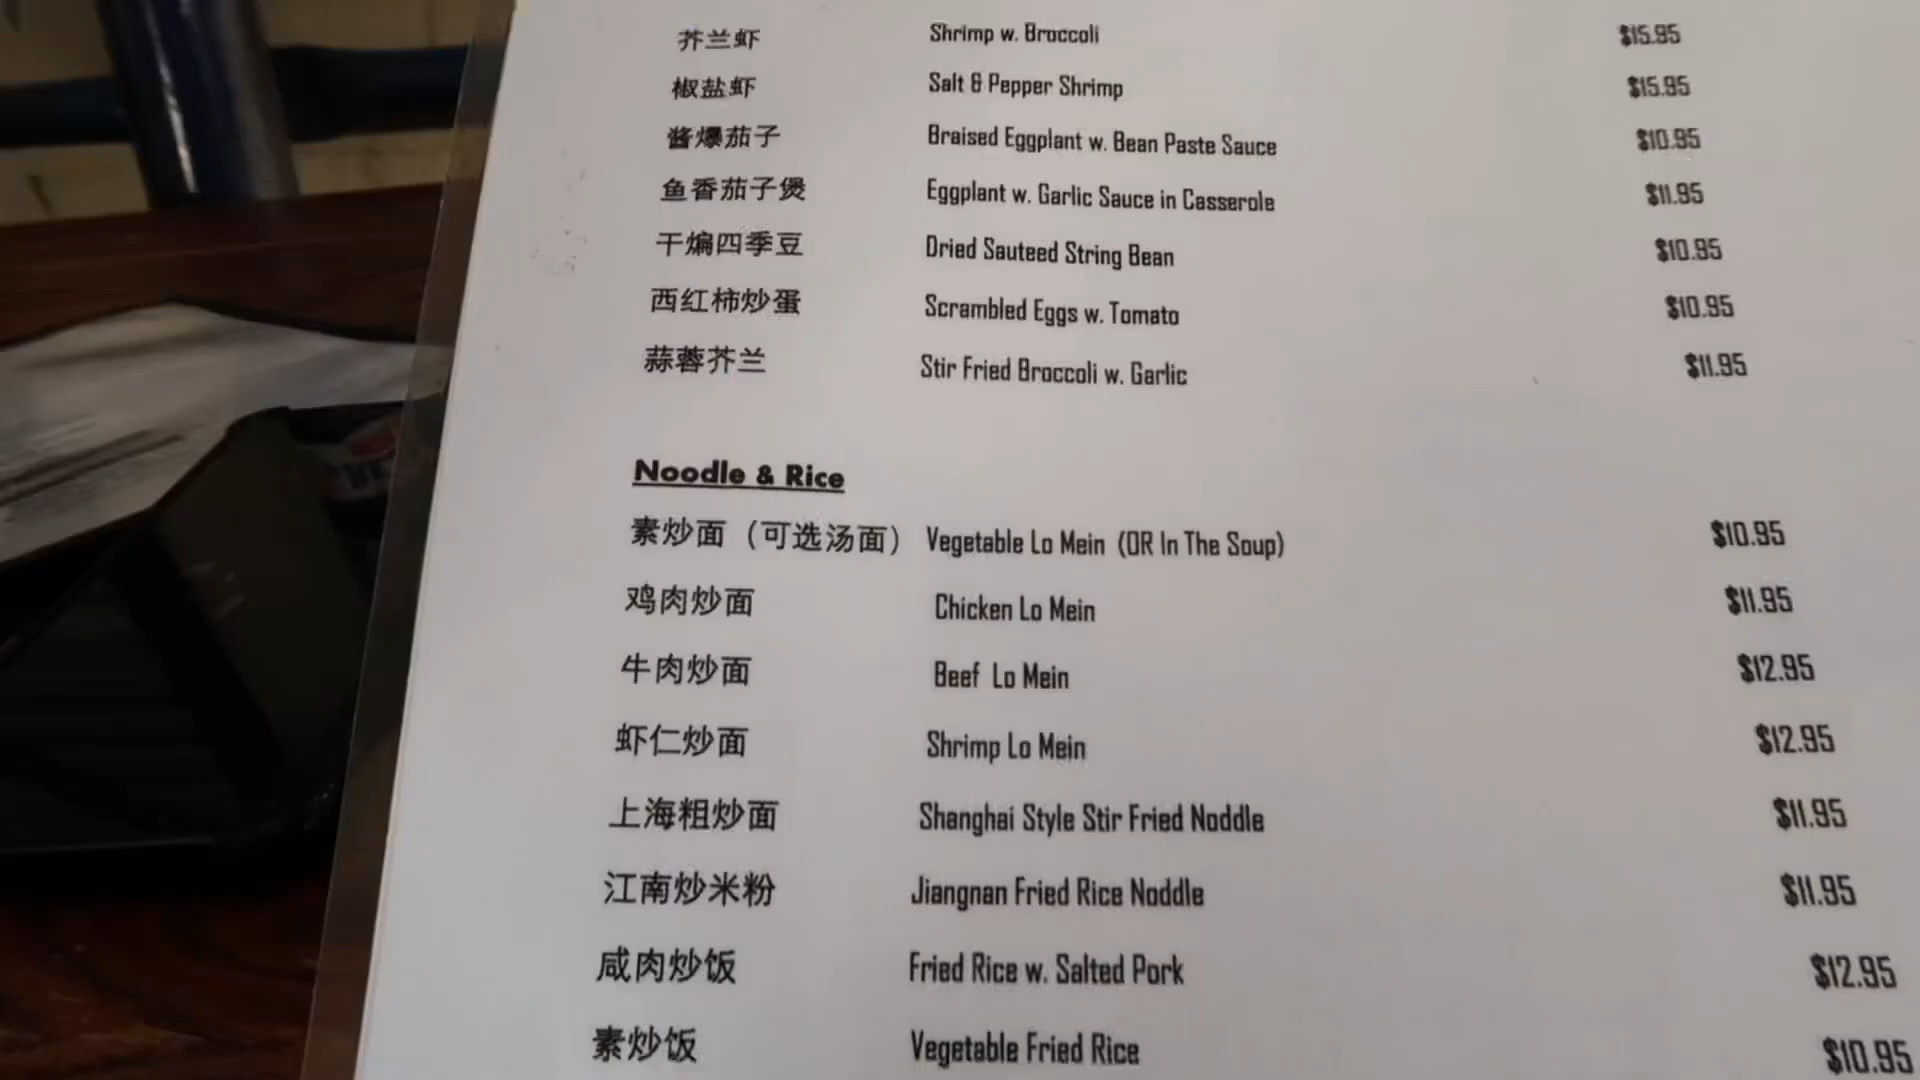 芥兰虾 Shrimp w. Broccoli $15.95
椒盐虾 Salt & Pepper Shrimp $15.95
酱爆茄子 Braised Eggplant w. Bean Paste Sauce $10.95
鱼香茄子煲 Eggplant w. Garlic Sauce in Casserole $11.95
干煸四季豆 Dried Sauteed String Bean $10.95
西红柿炒蛋 Scrambled Eggs w. Tomato $10.95
蒜蓉芥兰 Stir Fried Broccoli w. Garlic $11.95
Noodle & Rice
素炒面（可选汤面） Vegetable Lo Mein (OR In The Soup) $10.95
鸡肉炒面 Chicken Lo Mein $11.95
牛肉炒面 Beef Lo Mein $12.95
虾仁炒面 Shrimp Lo Mein $12.95
上海粗炒面 Shanghai Style Stir Fried Noddle $11.95
江南炒米粉 Jiangnan Fried Rice Noddle $11.95
咸肉炒饭 Fried Rice w. Salted Pork $12.95
素炒饭 Vegetable Fried Rice $10.95